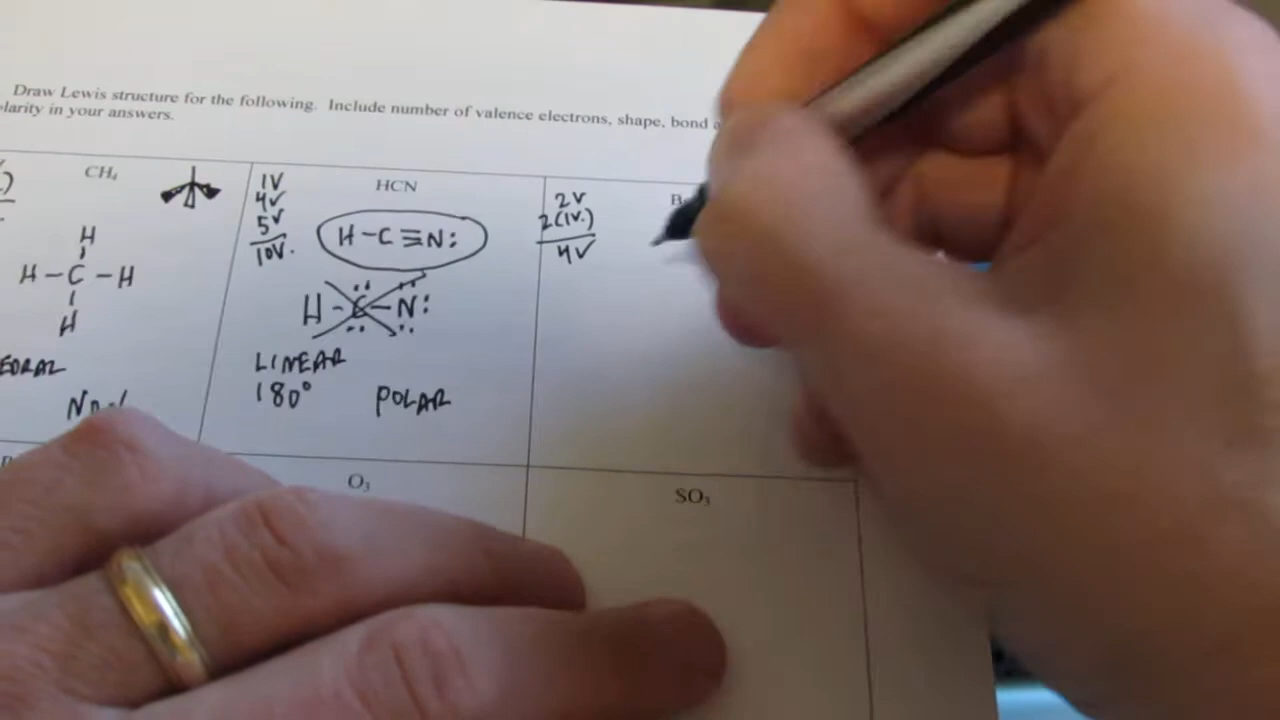 Draw Lewis structure for the following. Include number of valence electrons, shape, bond
larity in your answers.
CH₄
H
H-C-H
H
NON
1V
4V
5V
10V.
HCN
H-C≡N:
H-C-N:
LINEAR
180°
POLAR
2V
2(1V.)
4V
B
O₃
SO₃